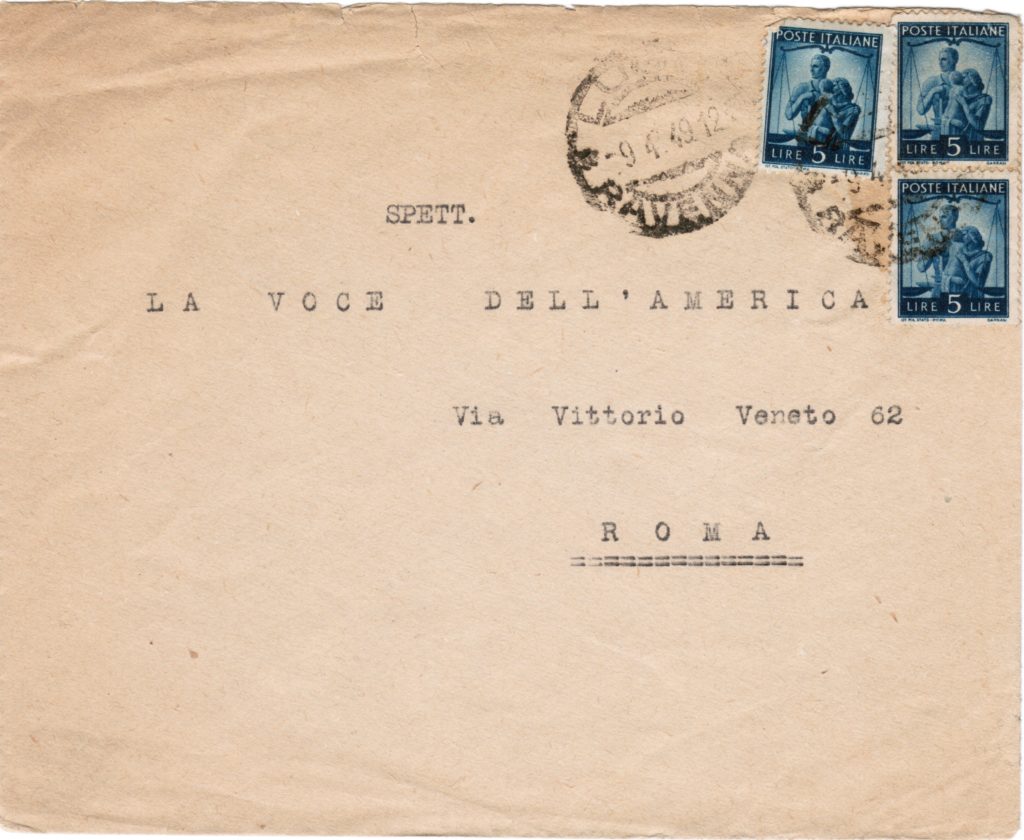 POSTE ITALIANE
LIRE 5 LIRE
POSTE ITALIANE
LIRE 5 LIRE
POSTE ITALIANE
LIRE 5 LIRE
-9.4.49.12
RAVENNA
SPETT.
LA VOCE DELL'AMERICA
Via Vittorio Veneto 62
ROMA